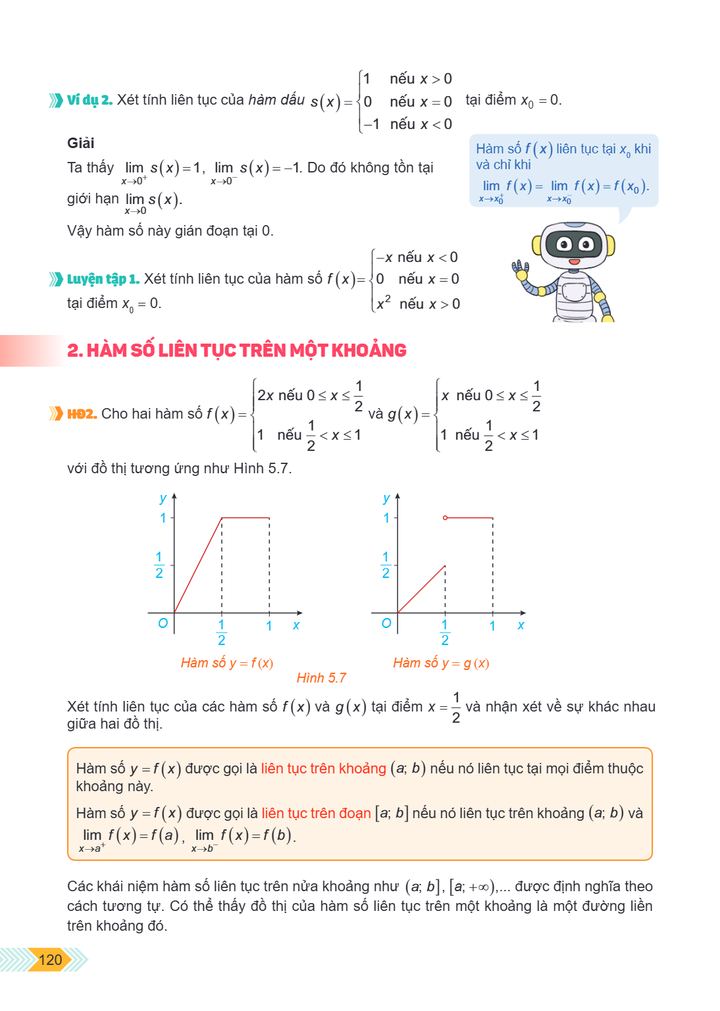 Ví dụ 2. Xét tính liên tục của hàm dấu s(x) = { 1 nếu x > 0
0 nếu x = 0
−1 nếu x < 0 tại điểm x₀ = 0.
Giải
Ta thấy lim x→0⁺ s(x) = 1, lim x→0⁻ s(x) = −1. Do đó không tồn tại
giới hạn lim x→0 s(x).
Vậy hàm số này gián đoạn tại 0.
Hàm số f(x) liên tục tại x₀ khi
và chỉ khi
lim x→x₀⁺ f(x) = lim x→x₀⁻ f(x) = f(x₀).
Luyện tập 1. Xét tính liên tục của hàm số f(x) = { −x nếu x < 0
0 nếu x = 0
x² nếu x > 0
tại điểm x₀ = 0.
2. HÀM SỐ LIÊN TỤC TRÊN MỘT KHOẢNG
HĐ2. Cho hai hàm số f(x) = { 2x nếu 0 ≤ x ≤ 1/2
1 nếu 1/2 < x ≤ 1 và g(x) = { x nếu 0 ≤ x ≤ 1/2
1 nếu 1/2 < x ≤ 1
với đồ thị tương ứng như Hình 5.7.
y
1
1/2
O
1/2
1
x
Hàm số y = f(x)
y
1
1/2
O
1/2
1
x
Hàm số y = g(x)
Hình 5.7
Xét tính liên tục của các hàm số f(x) và g(x) tại điểm x = 1/2 và nhận xét về sự khác nhau
giữa hai đồ thị.
Hàm số y = f(x) được gọi là liên tục trên khoảng (a; b) nếu nó liên tục tại mọi điểm thuộc
khoảng này.
Hàm số y = f(x) được gọi là liên tục trên đoạn [a; b] nếu nó liên tục trên khoảng (a; b) và
lim x→a⁺ f(x) = f(a), lim x→b⁻ f(x) = f(b).
Các khái niệm hàm số liên tục trên nửa khoảng như (a; b], [a; +∞),... được định nghĩa theo
cách tương tự. Có thể thấy đồ thị của hàm số liên tục trên một khoảng là một đường liền
trên khoảng đó.
120